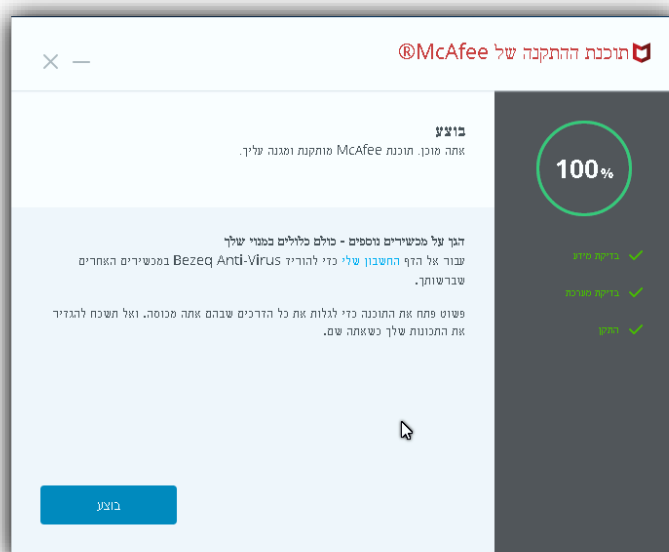 תוכנת ההתקנה של McAfee®
100%
בדיקת מידע
בדיקת מערכת
התקן
בוצע
אתה מוכן. תוכנת McAfee מותקנת ומגנה עליך.
הגן על מכשירים נוספים - כולם כלולים במנוי שלך
עבור אל הדף החשבון שלי כדי להוריד Bezeq Anti-Virus במכשירים האחרים
שברשותך.
פשוט פתח את התוכנה כדי לגלות את כל הדרכים שבהם אתה מכוסה. ואל תשכח להגדיר
את התכונות שלך כשאתה שם.
בוצע